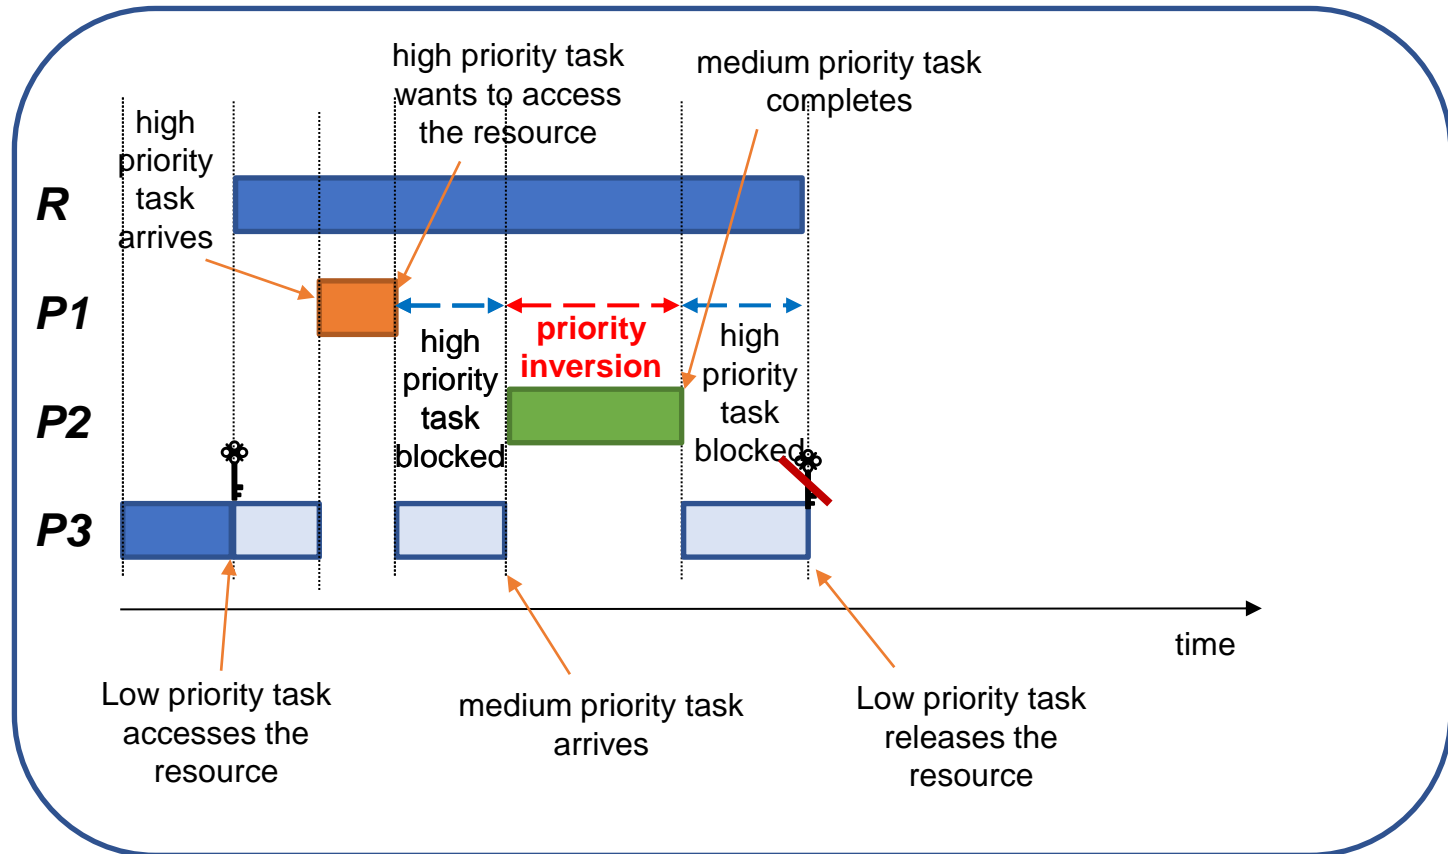 high priority task
wants to access
the resource
medium priority task
completes
high
priority
task
arrives
R
P1
priority
inversion
high
priority
task
blocked
high
priority
task
blocked
P2
P3
time
Low priority task
accesses the
resource
medium priority task
arrives
Low priority task
releases the
resource